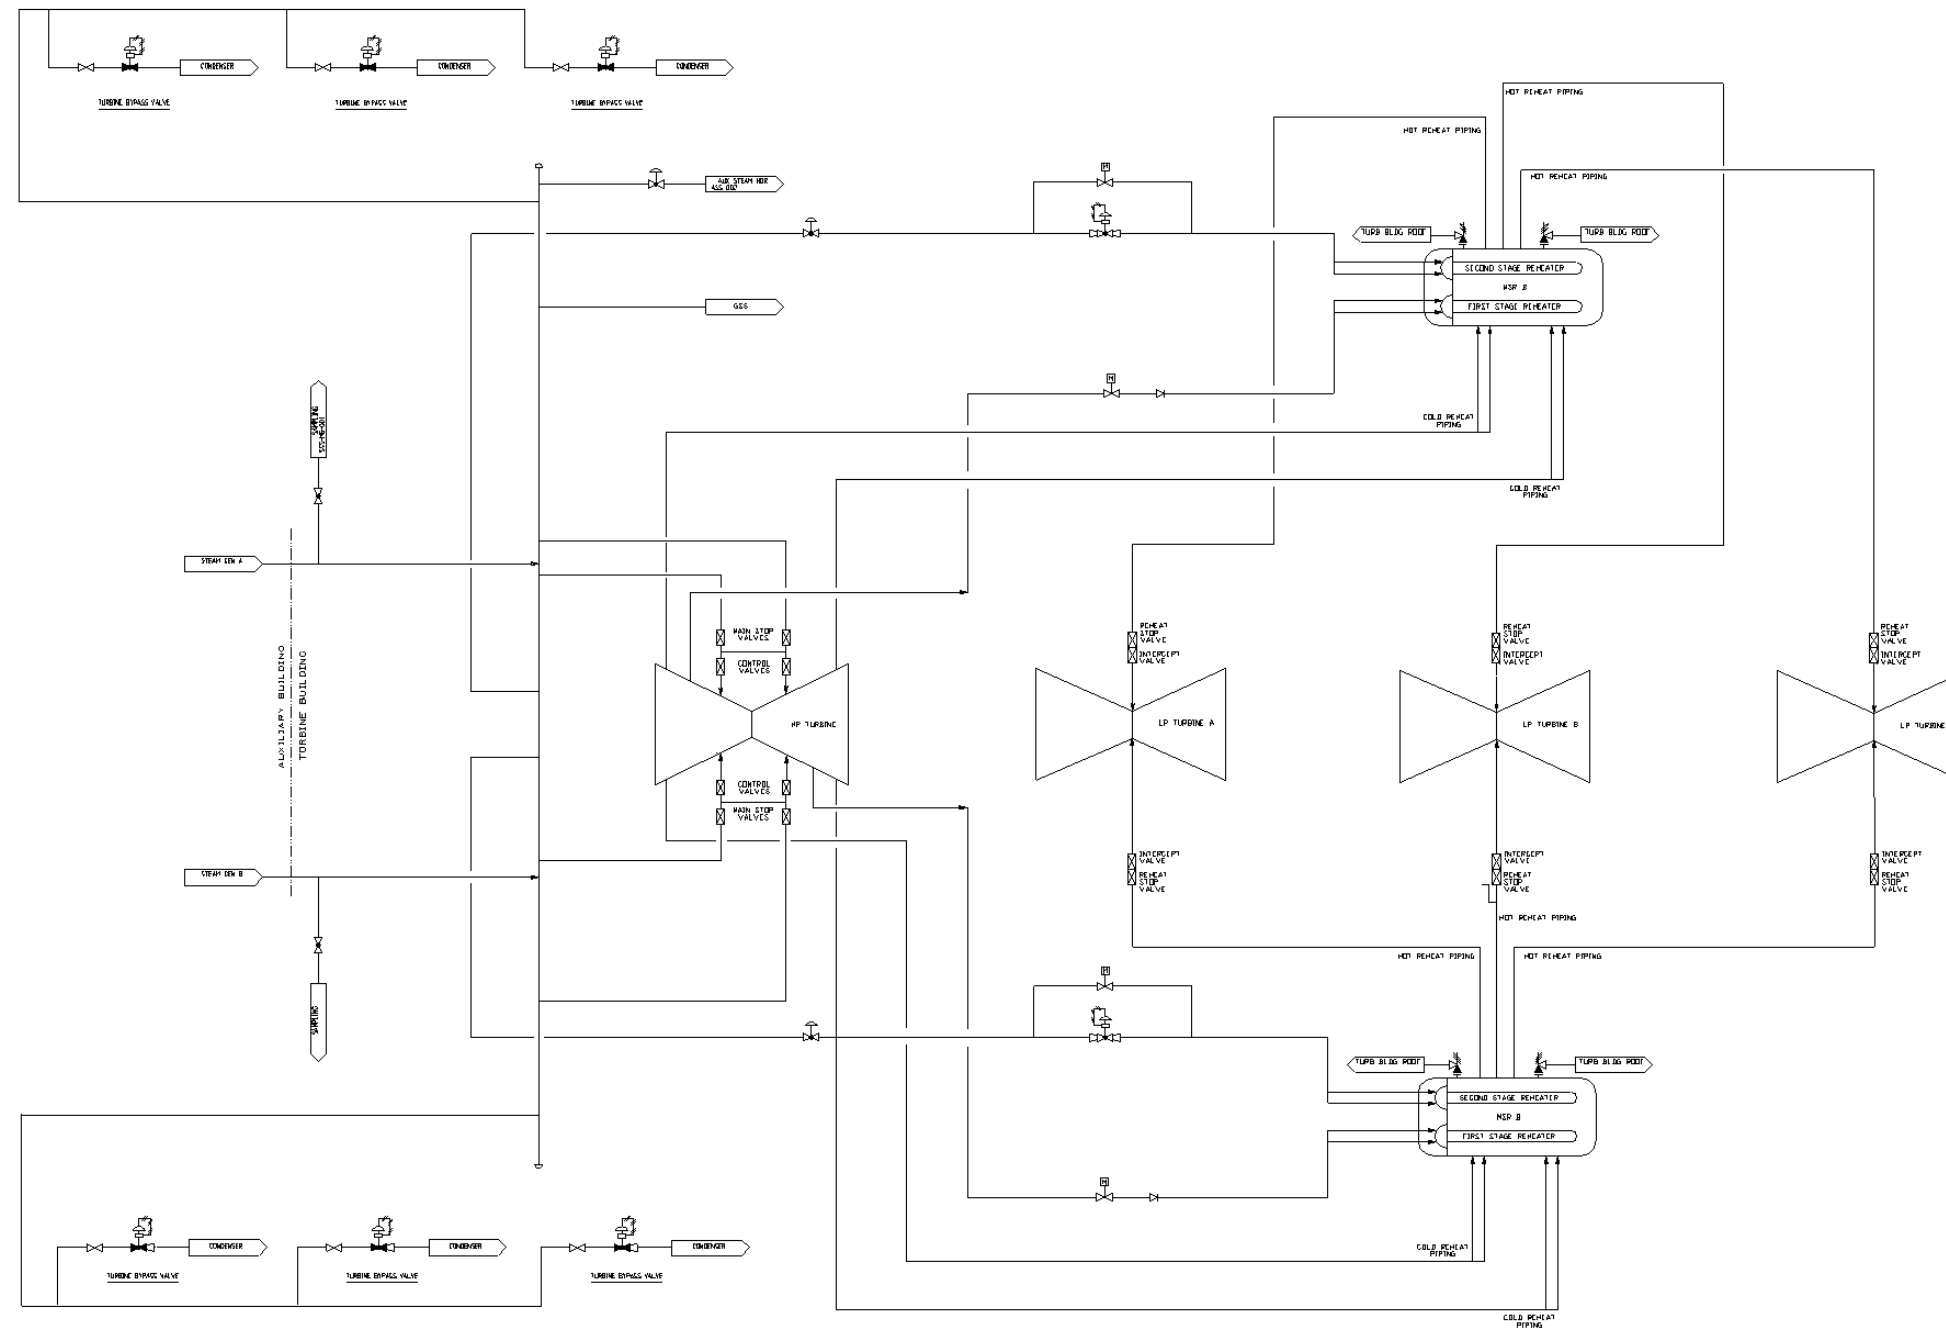 HOT REHEAT PIPING
CONDENSER
CONDENSER
CONDENSER
TURBINE BYPASS VALVE
TURBINE BYPASS VALVE
TURBINE BYPASS VALVE
HOT REHEAT PIPING
M
HOT REHEAT PIPING
AUX STEAM HDR
ASS-007
TURB BLDG ROOF
TURB BLDG ROOF
SECOND STAGE REHEATER
MSR B
GSS
FIRST STAGE REHEATER
M
SAMPLING
COLD REHEAT
PIPING
COLD REHEAT
PIPING
STEAM GEN A
AUXILIARY BUILDING
TURBINE BUILDING
MAIN STOP
VALVES
CONTROL
VALVES
REHEAT
STOP
VALVE
INTERCEPT
VALVE
REHEAT
STOP
VALVE
INTERCEPT
VALVE
REHEAT
STOP
VALVE
INTERCEPT
VALVE
HP TURBINE
LP TURBINE A
LP TURBINE B
LP TURBINE
CONTROL
VALVES
MAIN STOP
VALVES
INTERCEPT
VALVE
REHEAT
STOP
VALVE
INTERCEPT
VALVE
REHEAT
STOP
VALVE
INTERCEPT
VALVE
REHEAT
STOP
VALVE
STEAM GEN B
HOT REHEAT PIPING
HOT REHEAT PIPING
HOT REHEAT PIPING
M
SAMPLING
TURB BLDG ROOF
TURB BLDG ROOF
SECOND STAGE REHEATER
MSR B
FIRST STAGE REHEATER
M
CONDENSER
CONDENSER
CONDENSER
COLD REHEAT
PIPING
TURBINE BYPASS VALVE
TURBINE BYPASS VALVE
TURBINE BYPASS VALVE
COLD REHEAT
PIPING